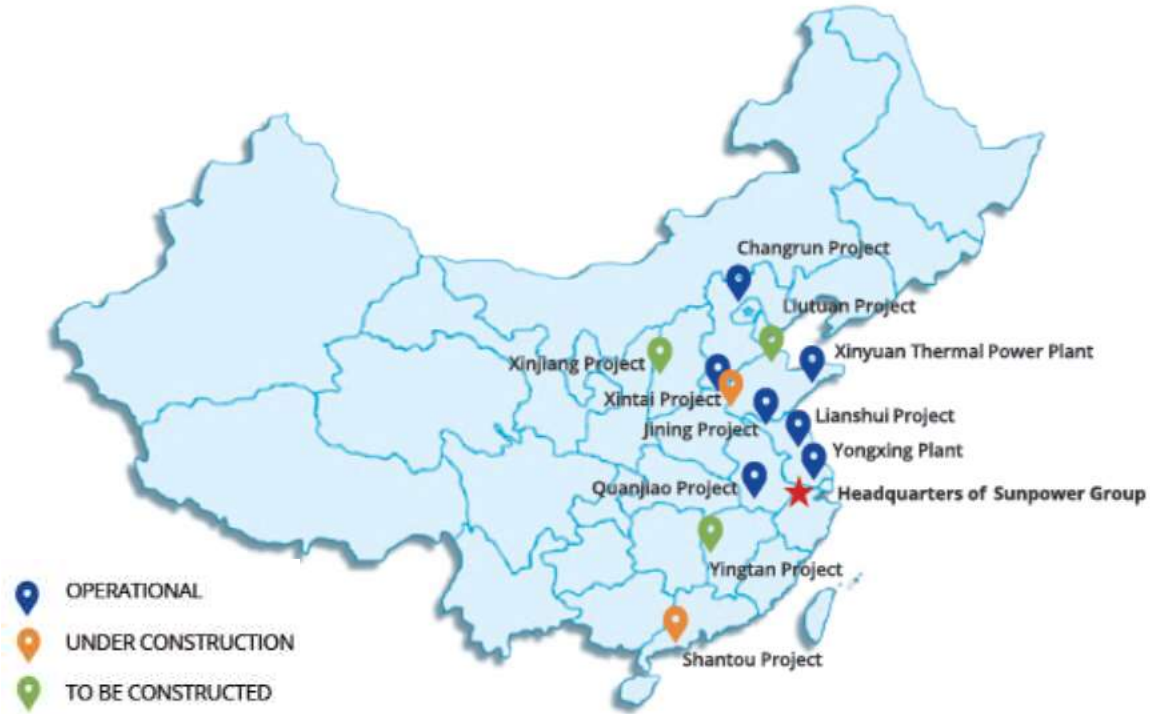 Changrun Project
Liutuan Project
Xinyuan Thermal Power Plant
Xinjiang Project
Xintai Project
Lianshui Project
Jining Project
Yongxing Plant
Quanjiao Project
Headquarters of Sunpower Group
Yingtan Project
Shantou Project
OPERATIONAL
UNDER CONSTRUCTION
TO BE CONSTRUCTED